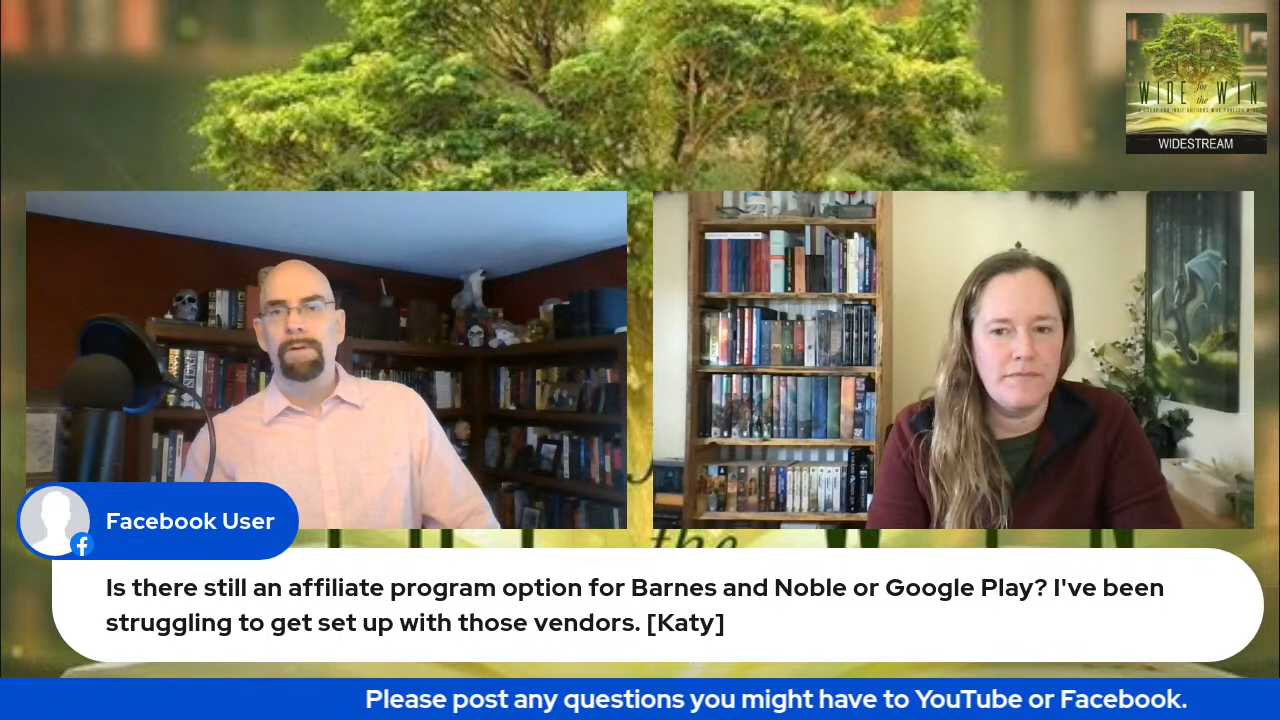 WIDE for the WIN
WIDESTREAM
the
Facebook User
Is there still an affiliate program option for Barnes and Noble or Google Play? I've been
struggling to get set up with those vendors. [Katy]
Please post any questions you might have to YouTube or Facebook.